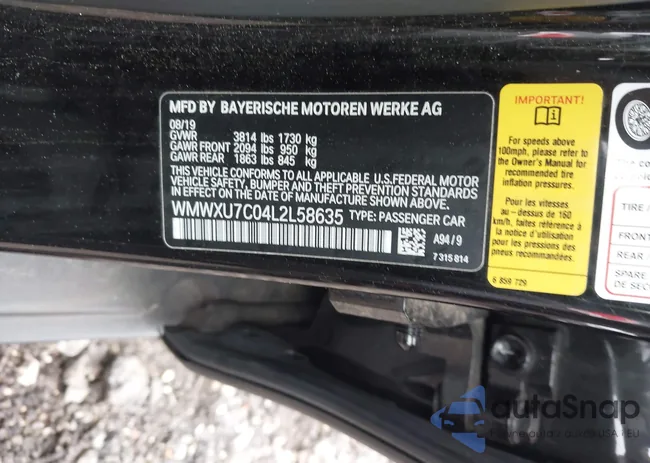 MFD BY BAYERISCHE MOTOREN WERKE AG
08/19
GVWR 3814 lbs 1730 kg
GAWR FRONT 2094 lbs 950 kg
GAWR REAR 1863 lbs 845 kg
THIS VEHICLE CONFORMS TO ALL APPLICABLE U.S.FEDERAL MOTOR
VEHICLE SAFETY, BUMPER AND THEFT PREVENTION STANDARDS
IN EFFECT ON THE DATE OF MANUFACTURE SHOWN ABOVE.
WMWXU7C04L2L58635 TYPE: PASSENGER CAR
A94/9
7 315 814
IMPORTANT!
For speeds above
100mph, please refer to
the Owner's Manual for
recommended tire
inflation pressures.
Pour les vitesses
au-dessus de 160
km/h, faites référence à
la notice d'utilisation
pour les pressions des
pneus recommandées.
6 859 729
TIRE
FRONT
REAR
SPARE
DE SEC
autoSnap
USA/EU